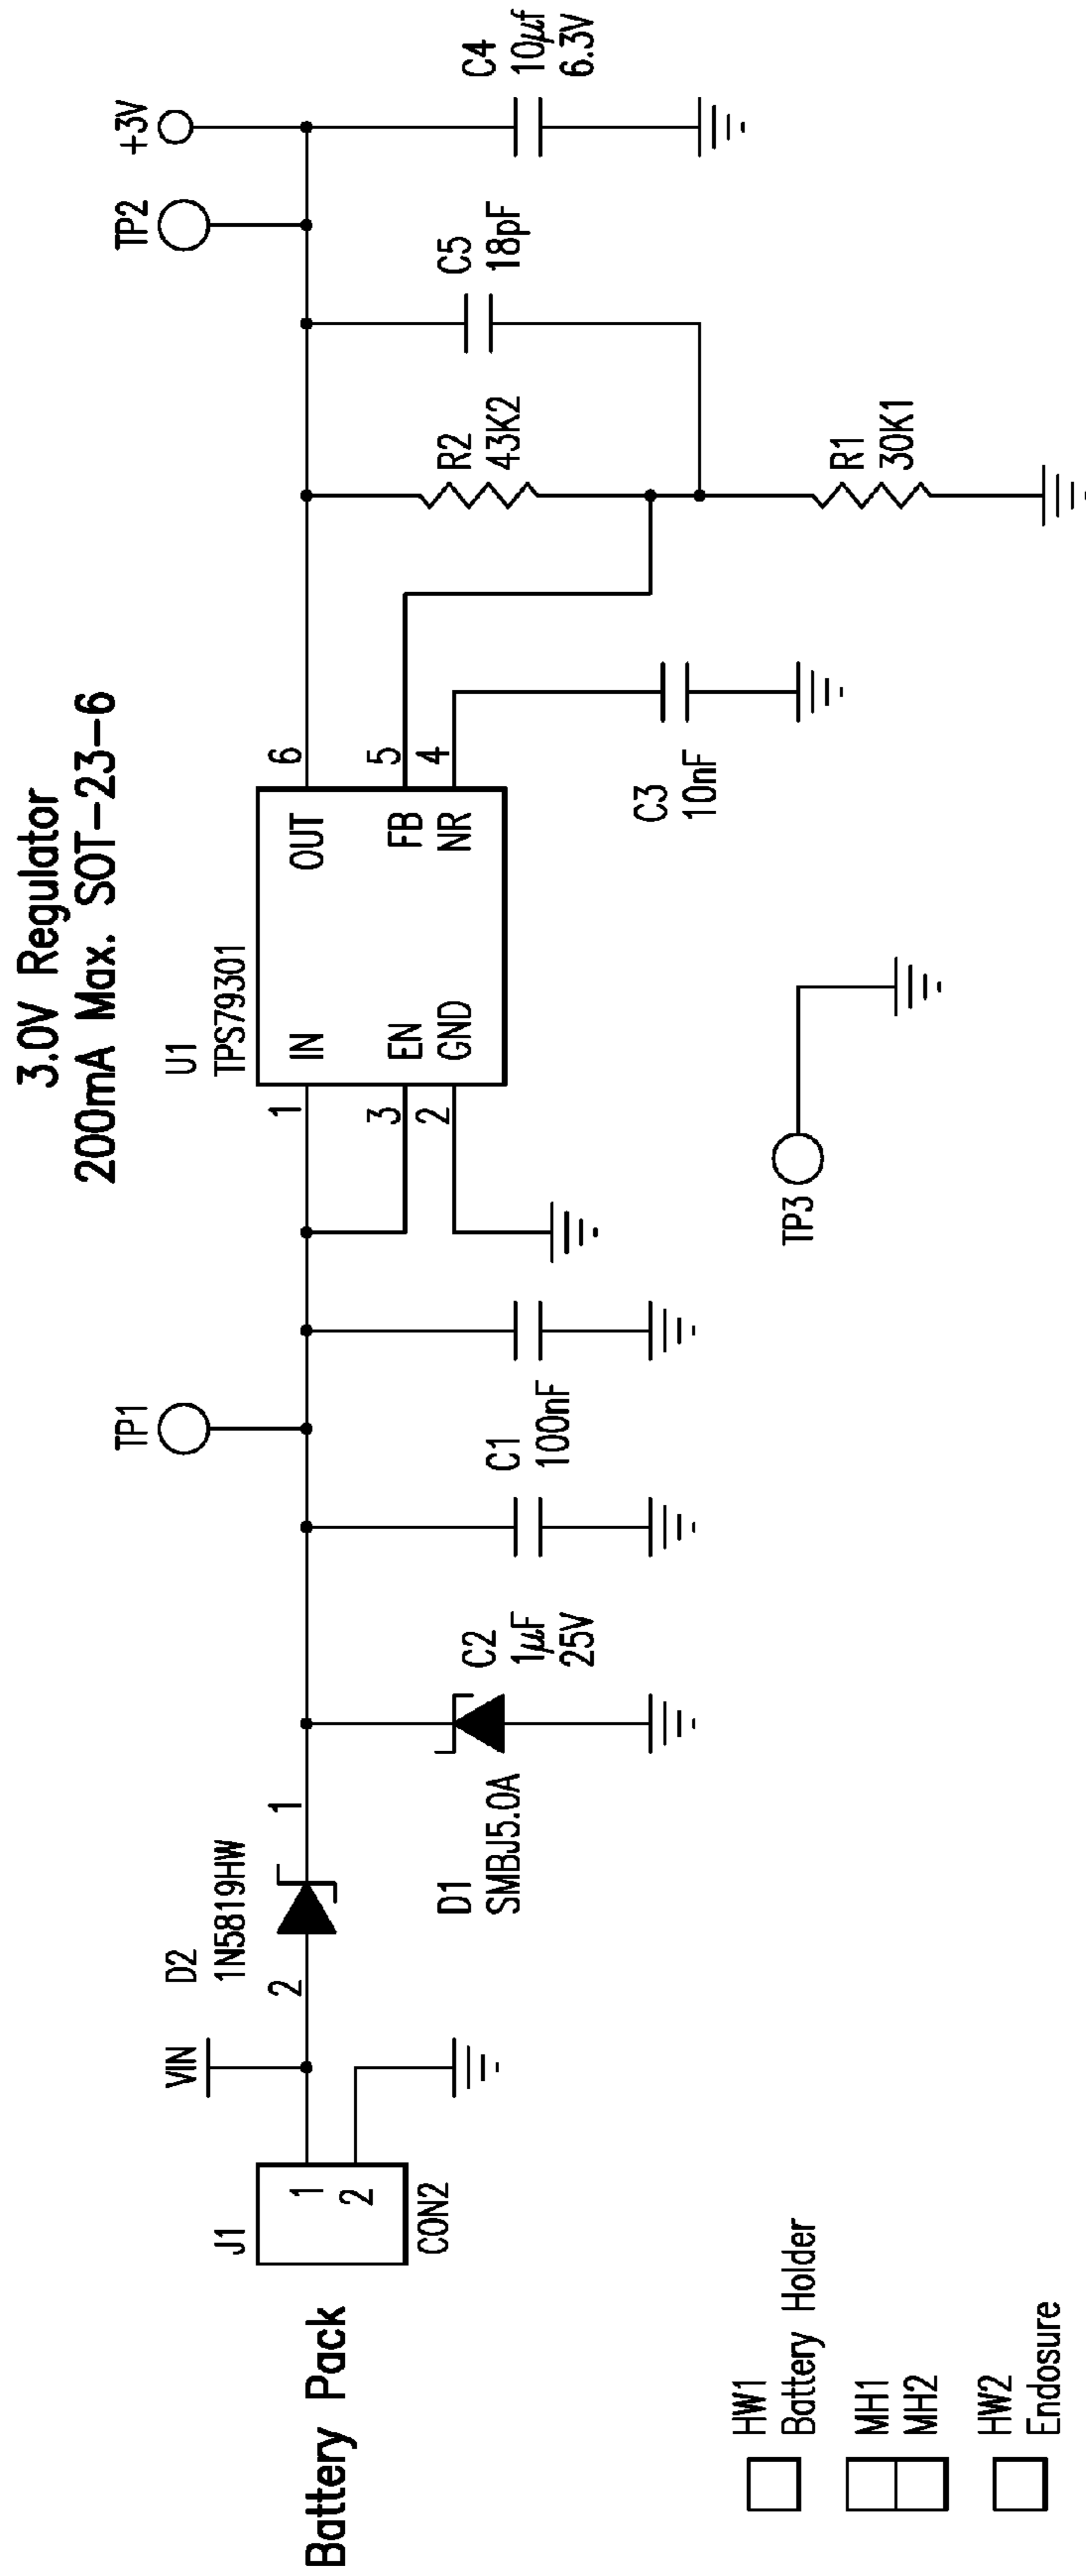 3.0V Regulator
200mA Max. SOT-23-6
Battery Pack
J1
1
2
CON2
VIN
D2
1N5819HW
2
1
D1
SMBJ5.0A
C2
1µF
25V
TP1
C1
100nF
U1
TPS79301
1
3
2
IN
EN
GND
OUT
FB
NR
6
5
4
C3
10nF
R2
43K2
C5
18pF
R1
30K1
TP2
+3V
C4
10µf
6.3V
TP3
HW1
Battery Holder
MH1
MH2
HW2
Endosure